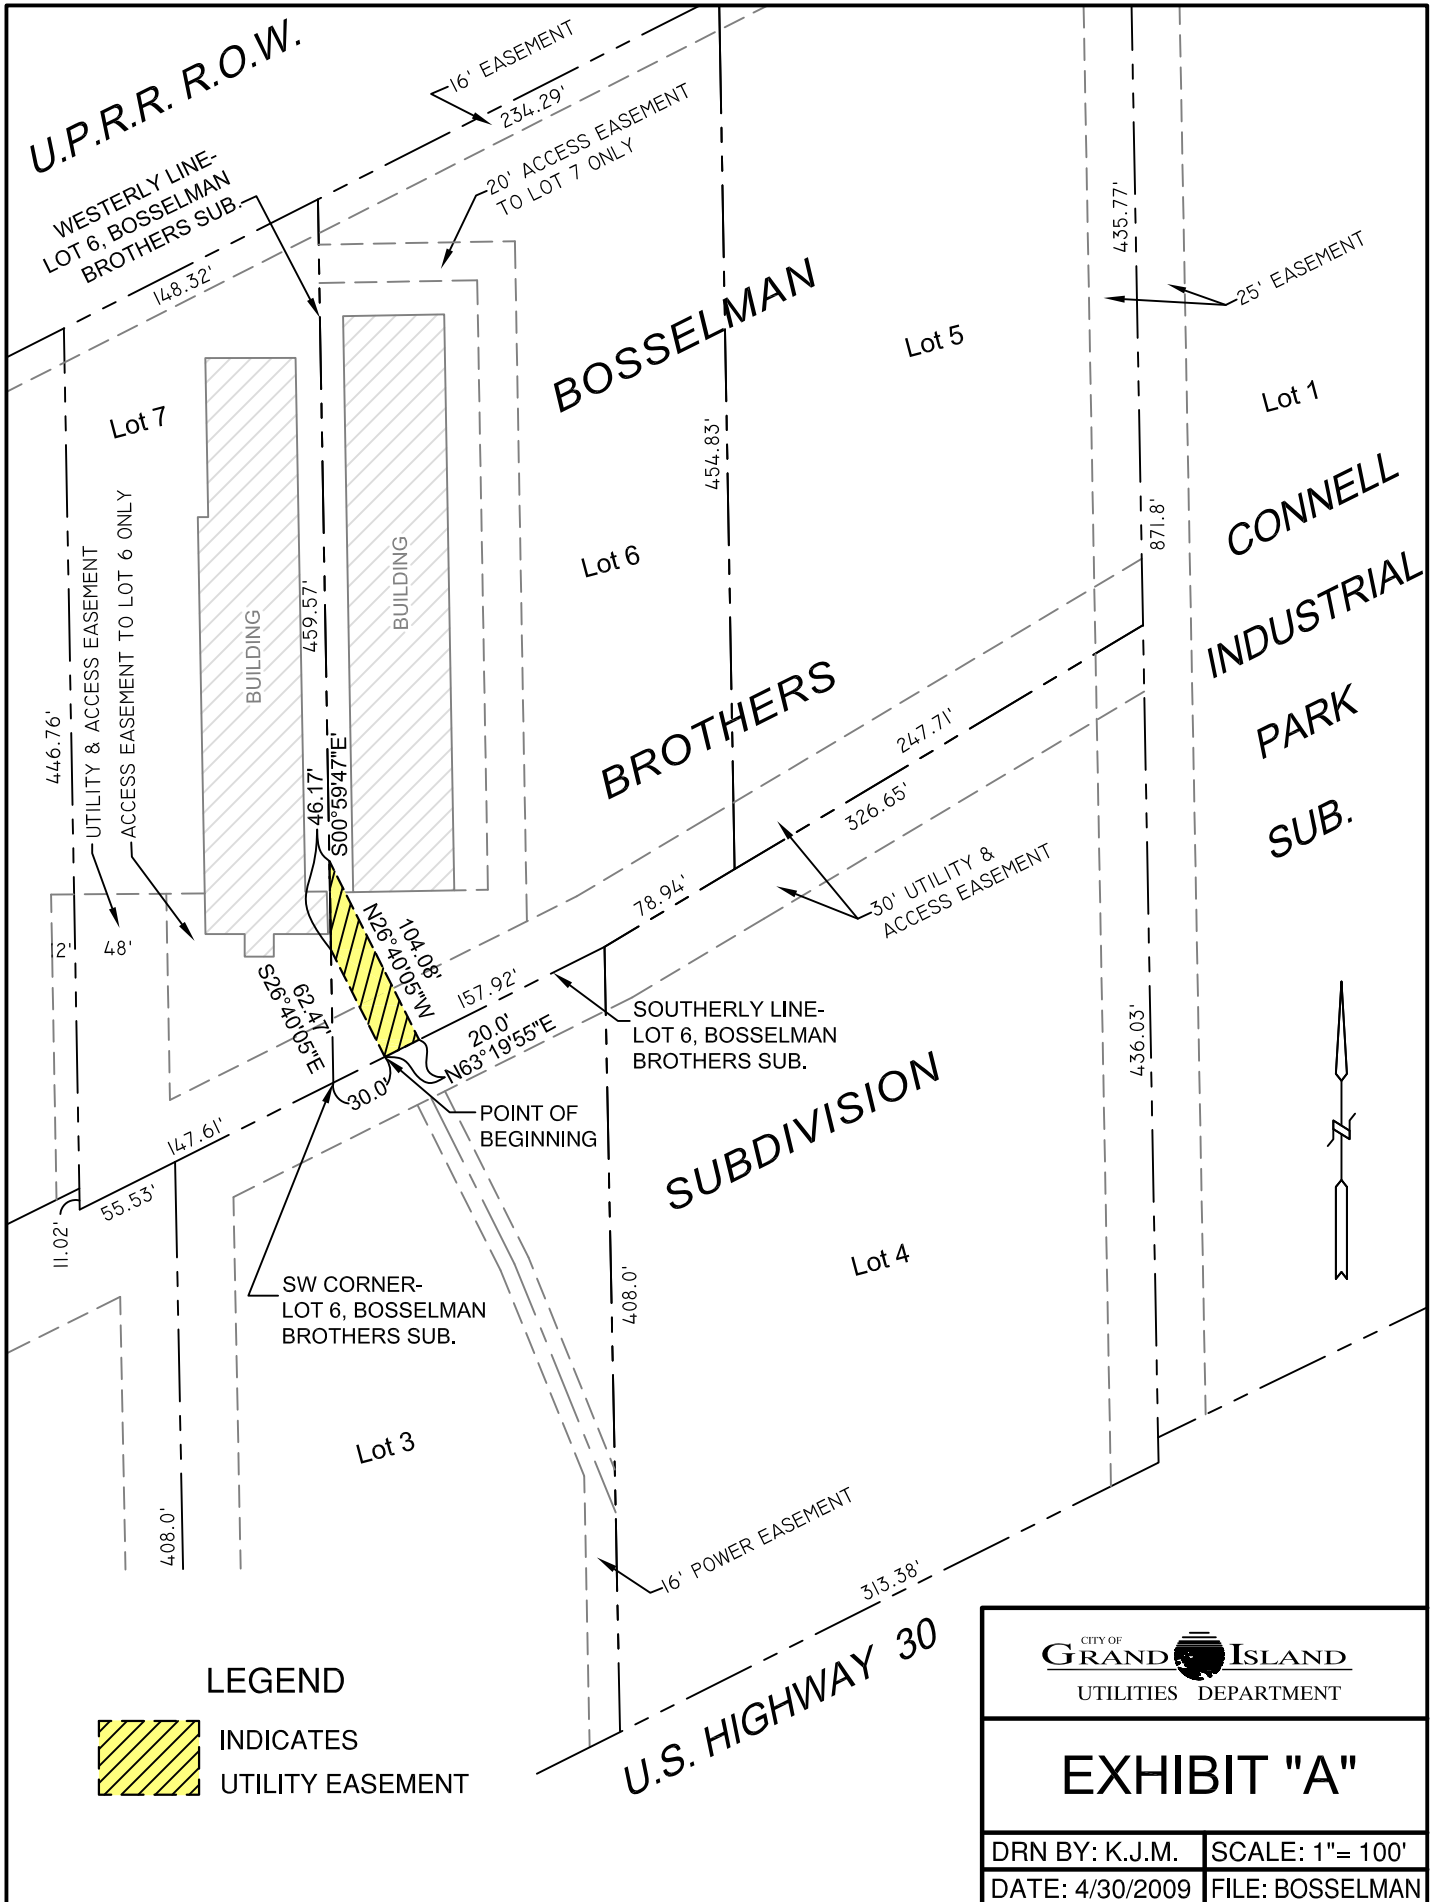 U.P.R.R. R.O.W.
16' EASEMENT
234.29'
20' ACCESS EASEMENT
TO LOT 7 ONLY
WESTERLY LINE-
LOT 6, BOSSELMAN
BROTHERS SUB.
148.32'
435.77'
25' EASEMENT
BOSSELMAN
Lot 5
Lot 1
Lot 7
454.83'
CONNELL
INDUSTRIAL
PARK
SUB.
871.8'
Lot 6
BUILDING
BUILDING
459.57'
UTILITY & ACCESS EASEMENT
ACCESS EASEMENT TO LOT 6 ONLY
446.76'
BROTHERS
247.71'
326.65'
46.17'
S00°59'47"E'
78.94'
30' UTILITY &
ACCESS EASEMENT
12'
48'
104.08'
N26°40'05"W
62.47'
S26°40'05"E
157.92'
20.0'
N63°19'55"E
SOUTHERLY LINE-
LOT 6, BOSSELMAN
BROTHERS SUB.
436.03'
30.0'
POINT OF
BEGINNING
147.61'
55.53'
11.02'
SUBDIVISION
Lot 4
SW CORNER-
LOT 6, BOSSELMAN
BROTHERS SUB.
408.0'
Lot 3
408.0'
16' POWER EASEMENT
313.38'
U.S. HIGHWAY 30
LEGEND
INDICATES
UTILITY EASEMENT
CITY OF
GRAND ISLAND
UTILITIES DEPARTMENT
EXHIBIT "A"
DRN BY: K.J.M.
SCALE: 1"= 100'
DATE: 4/30/2009
FILE: BOSSELMAN